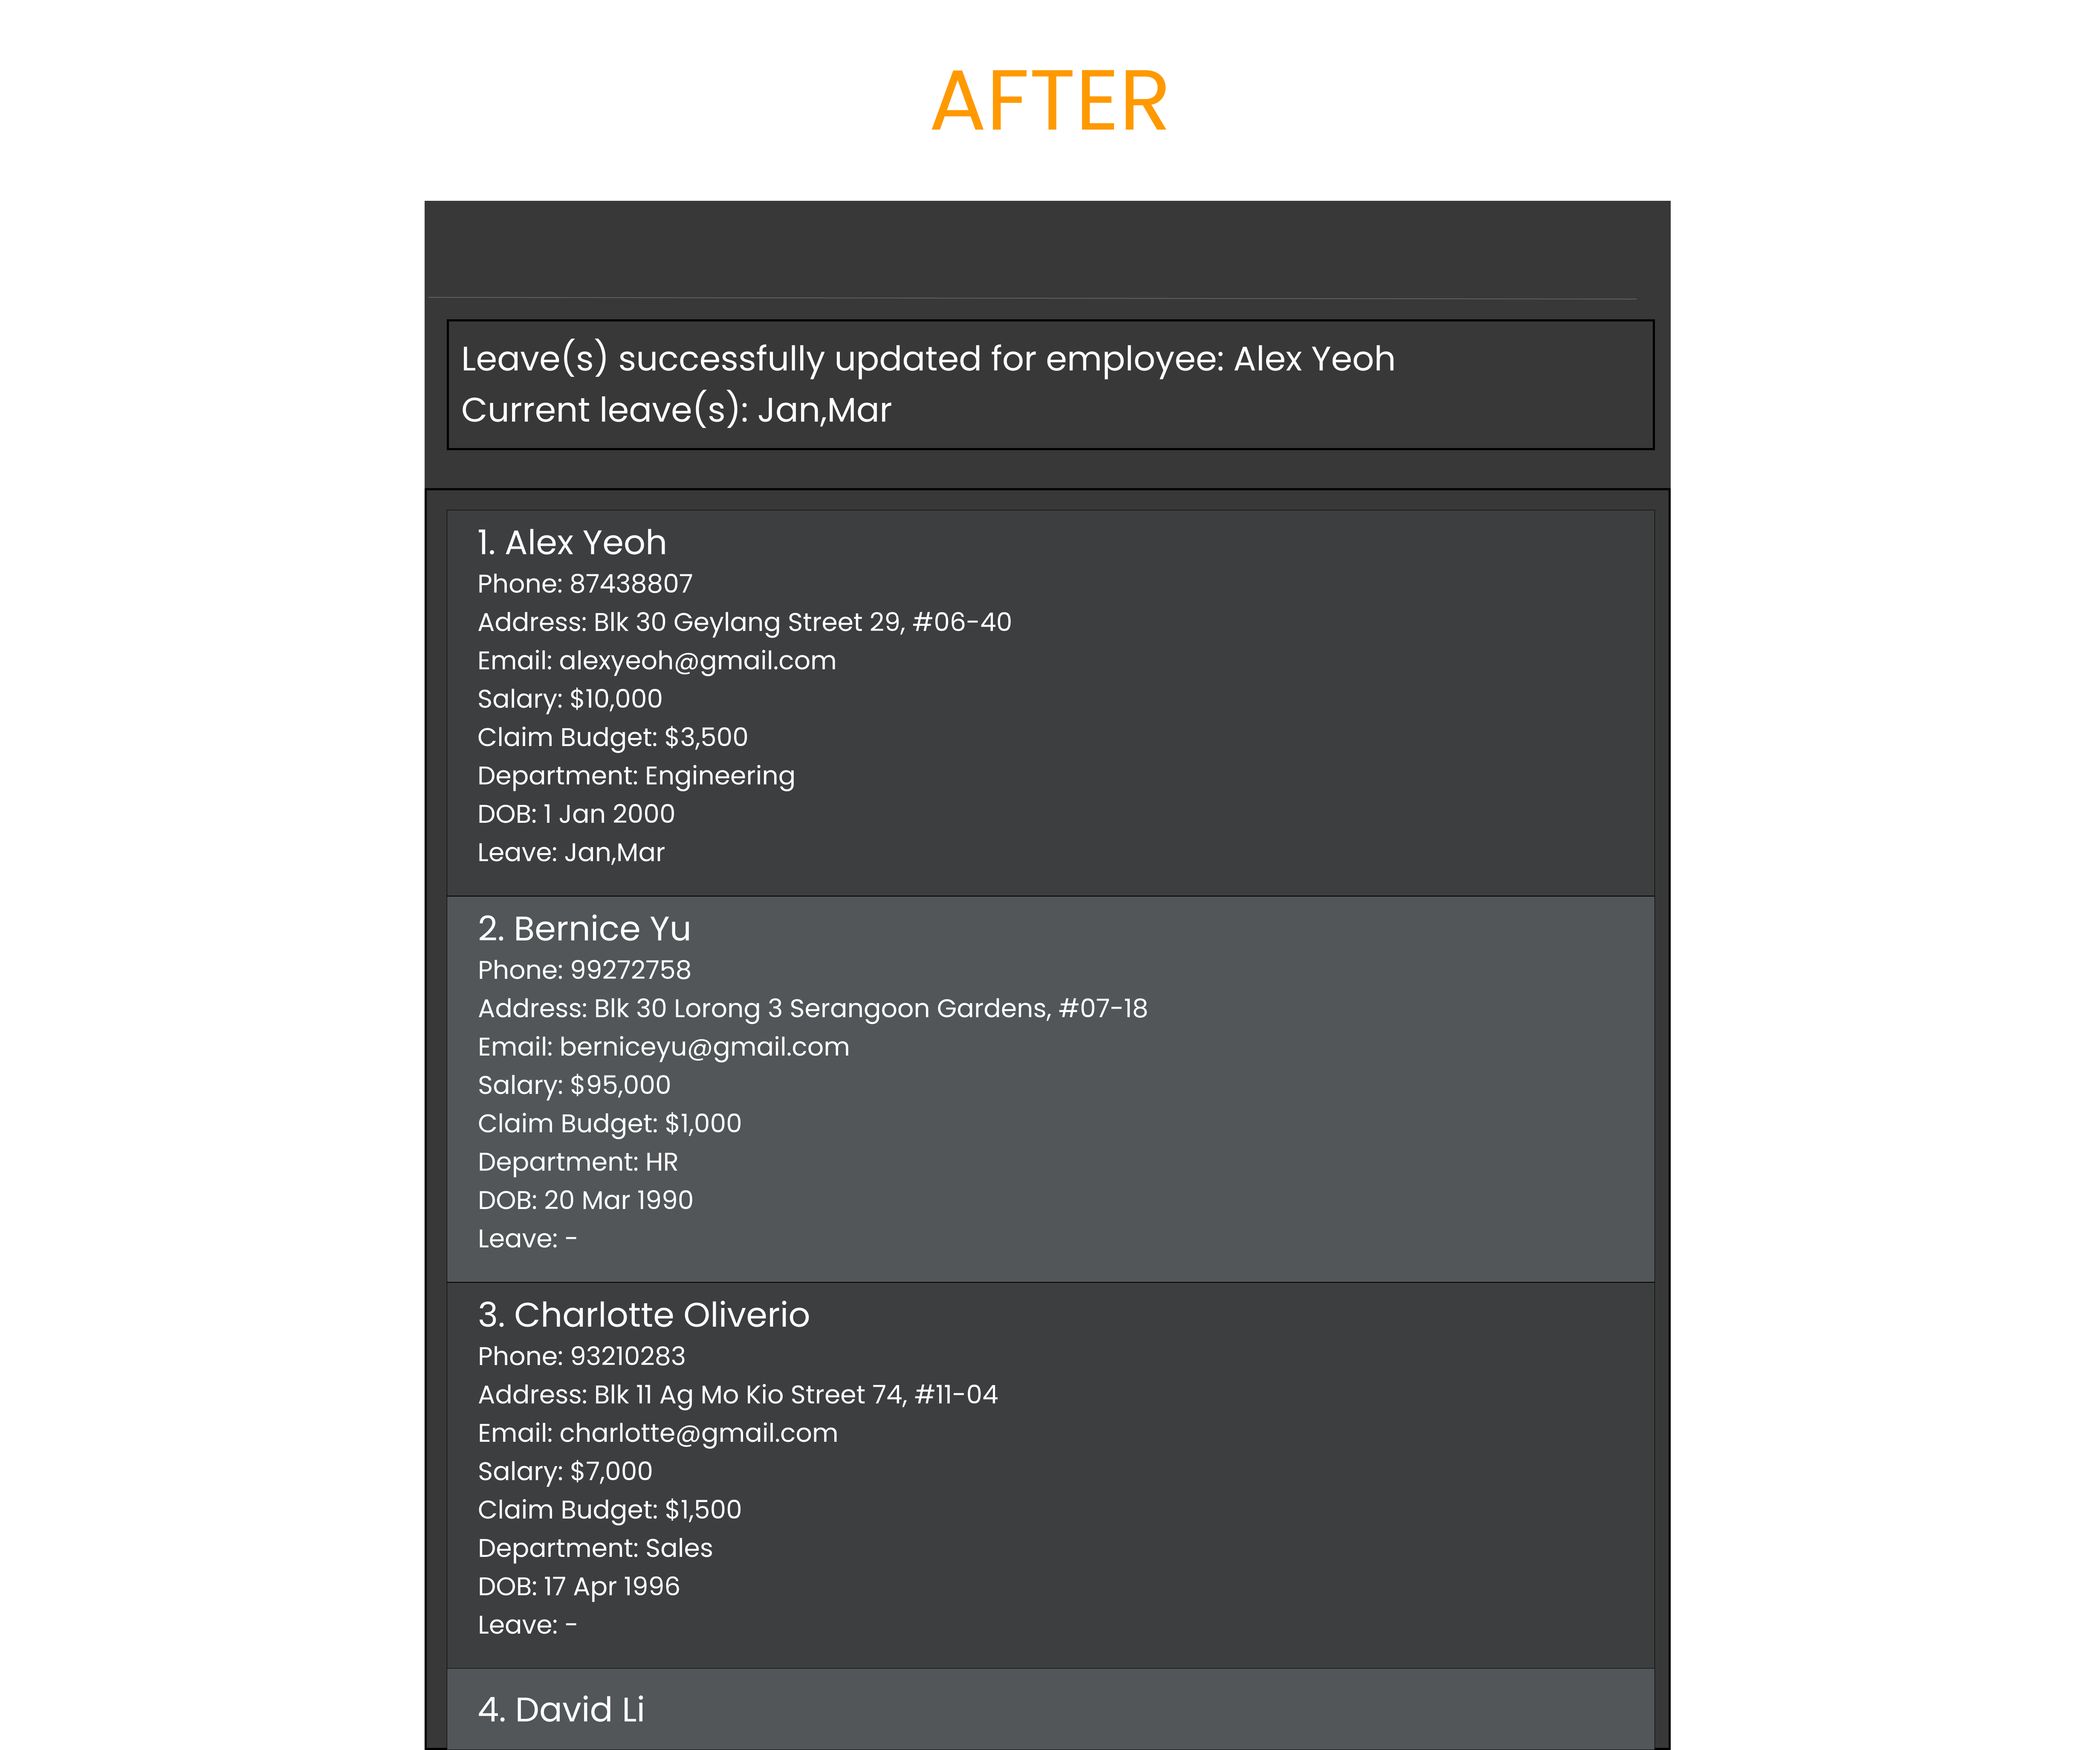 AFTER
Leave(s) successfully updated for employee: Alex Yeoh
Current leave(s): Jan,Mar
1. Alex Yeoh
Phone: 87438807
Address: Blk 30 Geylang Street 29, #06-40
Email: alexyeoh@gmail.com
Salary: $10,000
Claim Budget: $3,500
Department: Engineering
DOB: 1 Jan 2000
Leave: Jan,Mar
2. Bernice Yu
Phone: 99272758
Address: Blk 30 Lorong 3 Serangoon Gardens, #07-18
Email: berniceyu@gmail.com
Salary: $95,000
Claim Budget: $1,000
Department: HR
DOB: 20 Mar 1990
Leave: -
3. Charlotte Oliverio
Phone: 93210283
Address: Blk 11 Ag Mo Kio Street 74, #11-04
Email: charlotte@gmail.com
Salary: $7,000
Claim Budget: $1,500
Department: Sales
DOB: 17 Apr 1996
Leave: -
4. David Li